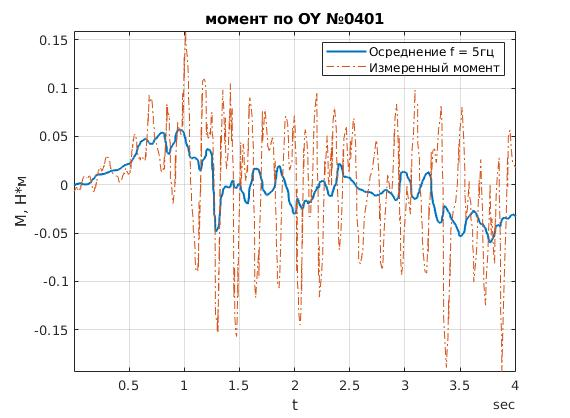 момент по OY №0401
Осреднение f = 5гц
Измеренный момент
0.15
0.1
0.05
0
-0.05
-0.1
-0.15
М, Н*м
0.5
1
1.5
2
2.5
3
3.5
4
t
sec